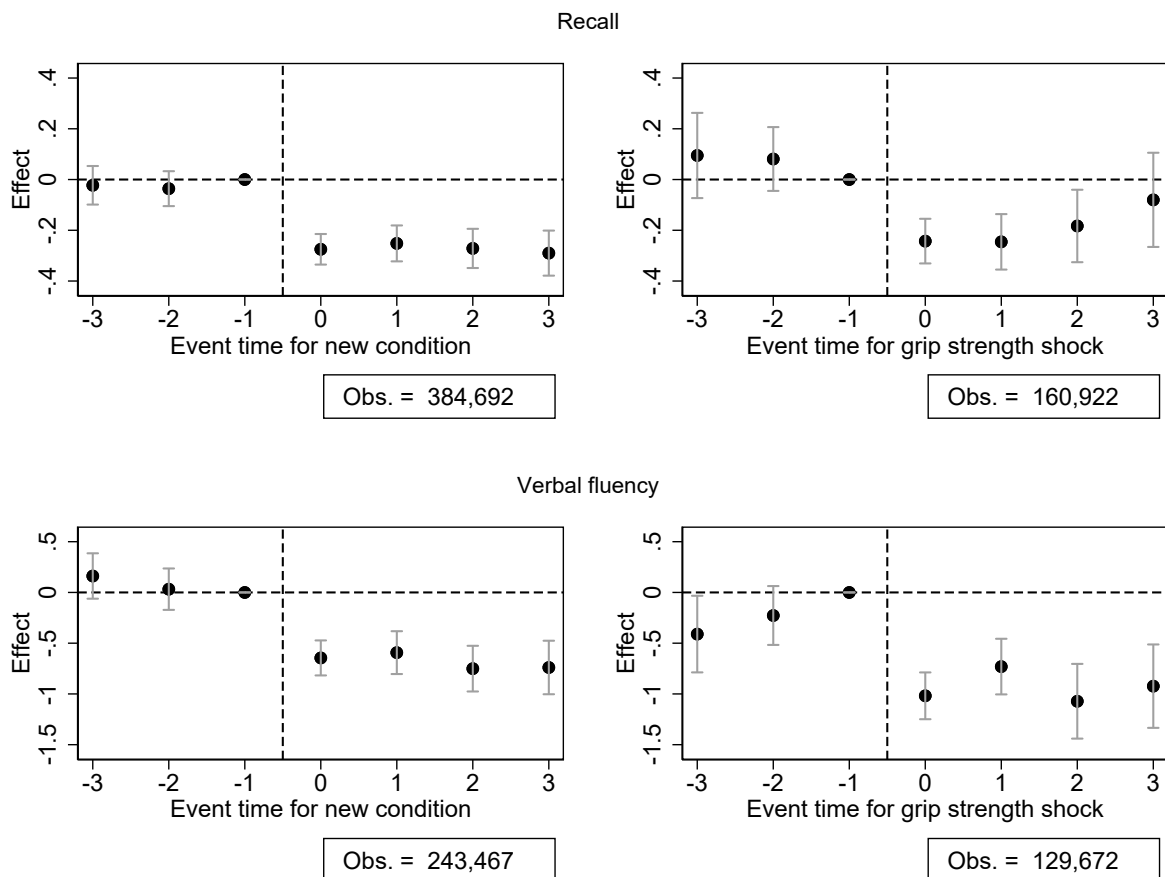 Recall
.4
.2
0
-.2
-.4
Effect
-3 -2 -1 0 1 2 3
Event time for new condition
Obs. = 384,692
.4
.2
0
-.2
-.4
Effect
-3 -2 -1 0 1 2 3
Event time for grip strength shock
Obs. = 160,922
Verbal fluency
.5
0
-.5
-1
-1.5
Effect
-3 -2 -1 0 1 2 3
Event time for new condition
Obs. = 243,467
.5
0
-.5
-1
-1.5
Effect
-3 -2 -1 0 1 2 3
Event time for grip strength shock
Obs. = 129,672